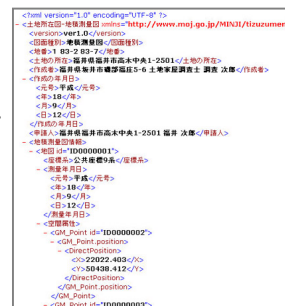 <?xml version="1.0" encoding="UTF-8" ?>
- <土地所在図-地積測量図 xmlns="http://www.moj.go.jp/MINJI/tizuzumen
<version>ver1.0</version>
<図面種別>地積測量図</図面種別>
<地番>1 83-2 83-7</地番>
<土地の所在>福井県福井市高木中央1-2501</土地の所在>
<作成者>福井県坂井市磯部福庄5-6 土地家屋調査士 調査 次郎</作成者>
- <作成の年月日>
<元号>平成</元号>
<年>18</年>
<月>9</月>
<日>12</日>
</作成の年月日>
<申請人>福井県福井市高木中央1-2501 福井 次郎</申請人>
- <地積測量図情報>
- <地図 id="ID0000001">
<座標系>公共座標9系</座標系>
- <測量年月日>
<元号>平成</元号>
<年>18</年>
<月>9</月>
<日>12</日>
</測量年月日>
- <空間属性>
- <GM_Point id="ID0000002">
- <GM_Point.position>
- <DirectPosition>
<X>22022.403</X>
<Y>50438.412</Y>
</DirectPosition>
</GM_Point.position>
</GM_Point>
- <GM_Point id="ID0000003">